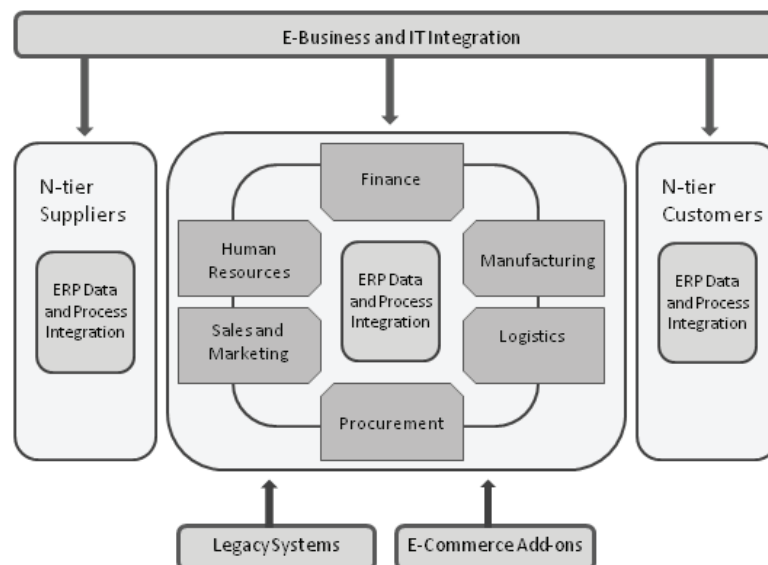 E-Business and IT Integration
N-tier
Suppliers
ERP Data
and Process
Integration
Finance
Human
Resources
Manufacturing
ERP Data
and Process
Integration
Sales and
Marketing
Logistics
Procurement
N-tier
Customers
ERP Data
and Process
Integration
Legacy Systems
E-Commerce Add-ons